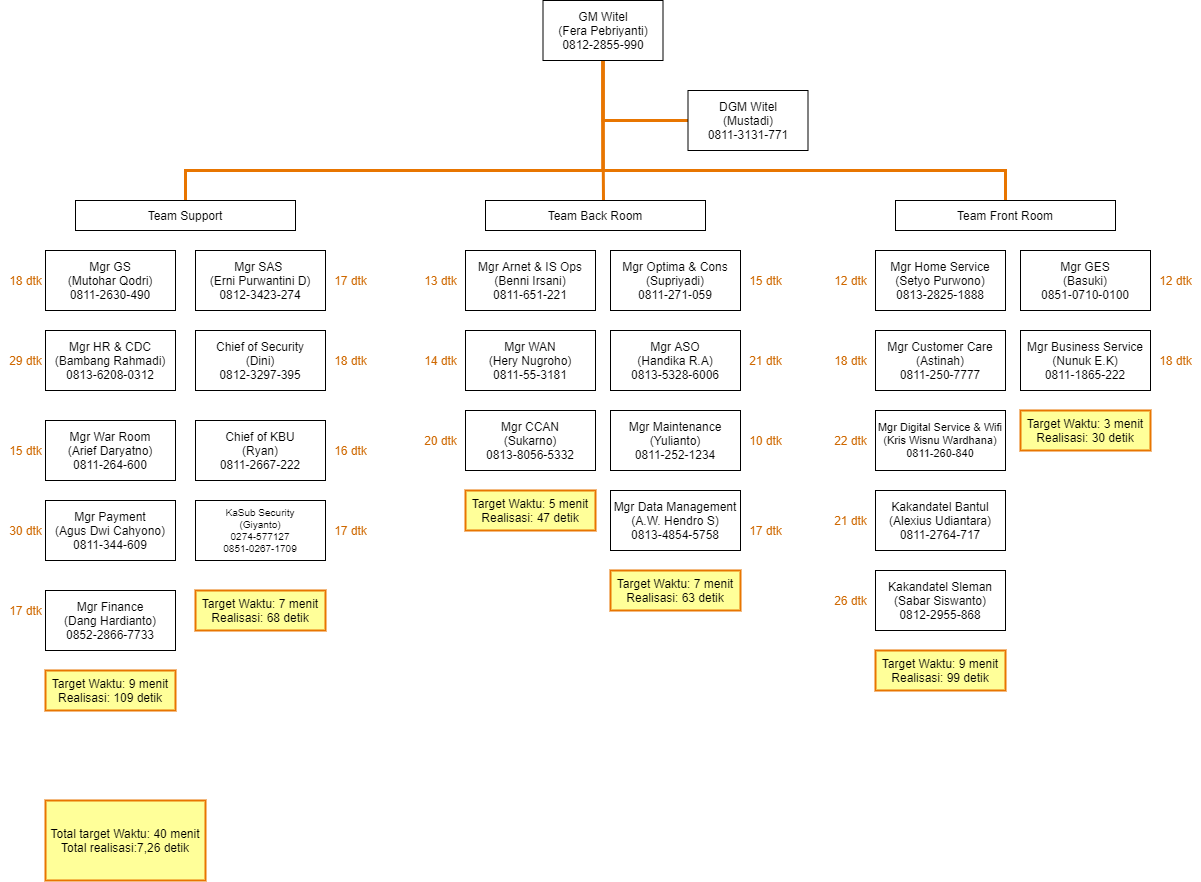 GM Witel
(Fera Pebriyanti)
0812-2855-990
DGM Witel
(Mustadi)
0811-3131-771
Team Support
18 dtk
Mgr GS
(Mutohar Qodri)
0811-2630-490
Mgr SAS
(Erni Purwantini D)
0812-3423-274
17 dtk
29 dtk
Mgr HR & CDC
(Bambang Rahmadi)
0813-6208-0312
Chief of Security
(Dini)
0812-3297-395
18 dtk
15 dtk
Mgr War Room
(Arief Daryatno)
0811-264-600
Chief of KBU
(Ryan)
0811-2667-222
16 dtk
30 dtk
Mgr Payment
(Agus Dwi Cahyono)
0811-344-609
KaSub Security
(Giyanto)
0274-577127
0851-0267-1709
17 dtk
17 dtk
Mgr Finance
(Dang Hardianto)
0852-2866-7733
Target Waktu: 7 menit
Realisasi: 68 detik
Target Waktu: 9 menit
Realisasi: 109 detik
Team Back Room
13 dtk
Mgr Arnet & IS Ops
(Benni Irsani)
0811-651-221
Mgr Optima & Cons
(Supriyadi)
0811-271-059
15 dtk
14 dtk
Mgr WAN
(Hery Nugroho)
0811-55-3181
Mgr ASO
(Handika R.A)
0813-5328-6006
21 dtk
20 dtk
Mgr CCAN
(Sukarno)
0813-8056-5332
Mgr Maintenance
(Yulianto)
0811-252-1234
10 dtk
Target Waktu: 5 menit
Realisasi: 47 detik
Mgr Data Management
(A.W. Hendro S)
0813-4854-5758
17 dtk
Target Waktu: 7 menit
Realisasi: 63 detik
Team Front Room
12 dtk
Mgr Home Service
(Setyo Purwono)
0813-2825-1888
Mgr GES
(Basuki)
0851-0710-0100
12 dtk
18 dtk
Mgr Customer Care
(Astinah)
0811-250-7777
Mgr Business Service
(Nunuk E.K)
0811-1865-222
18 dtk
22 dtk
Mgr Digital Service & Wifi
(Kris Wisnu Wardhana)
0811-260-840
Target Waktu: 3 menit
Realisasi: 30 detik
21 dtk
Kakandatel Bantul
(Alexius Udiantara)
0811-2764-717
26 dtk
Kakandatel Sleman
(Sabar Siswanto)
0812-2955-868
Target Waktu: 9 menit
Realisasi: 99 detik
Total target Waktu: 40 menit
Total realisasi:7,26 detik